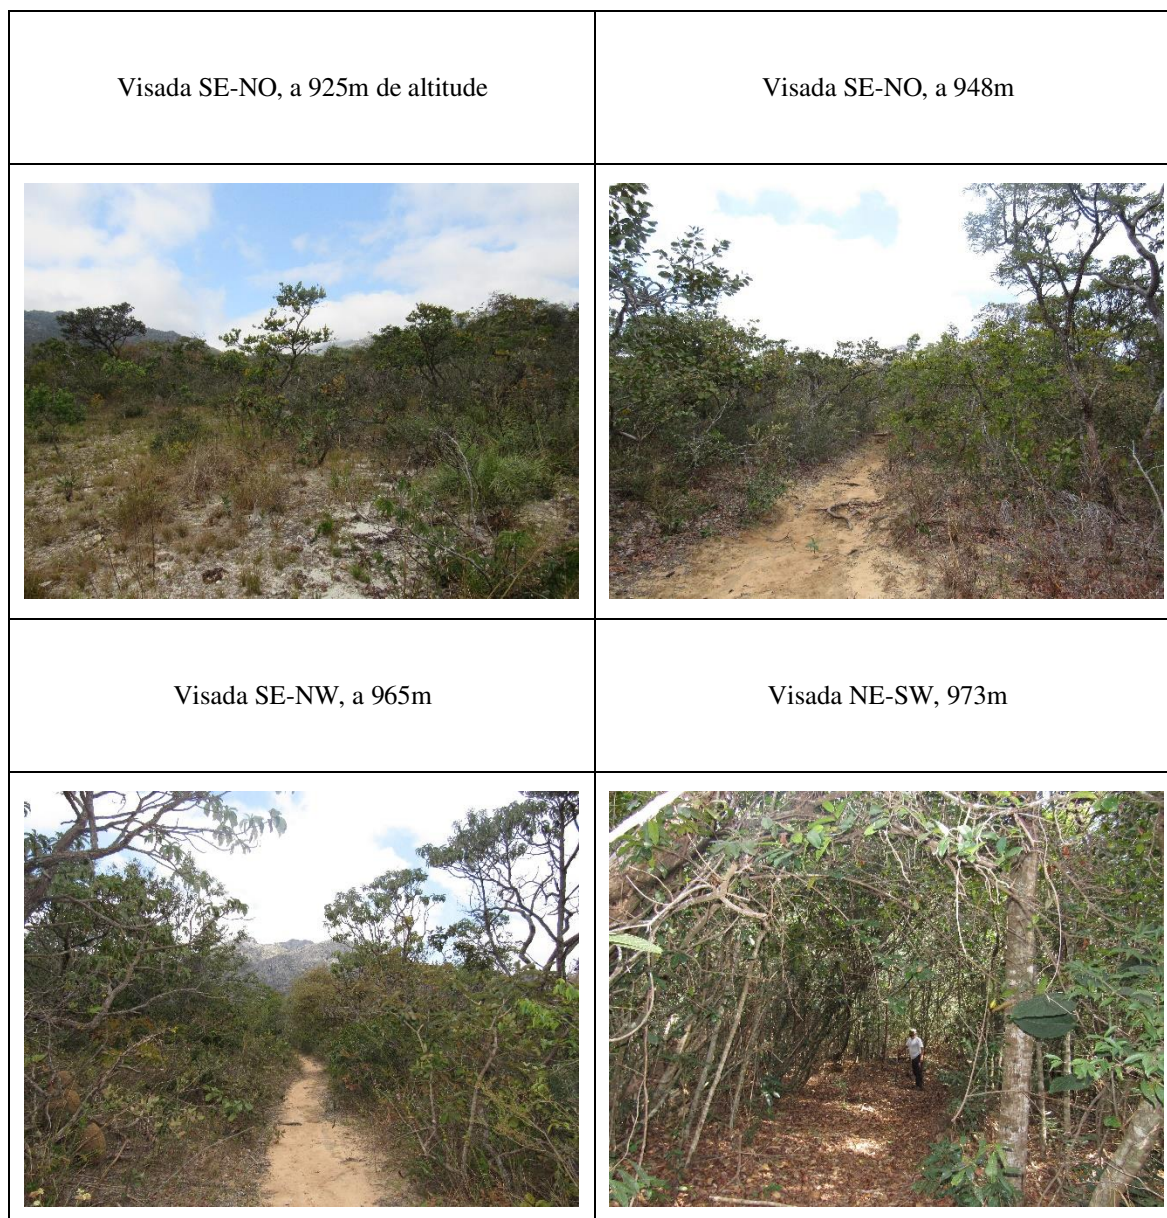 Visada SE-NO, a 925m de altitude
Visada SE-NO, a 948m
Visada SE-NW, a 965m
Visada NE-SW, 973m